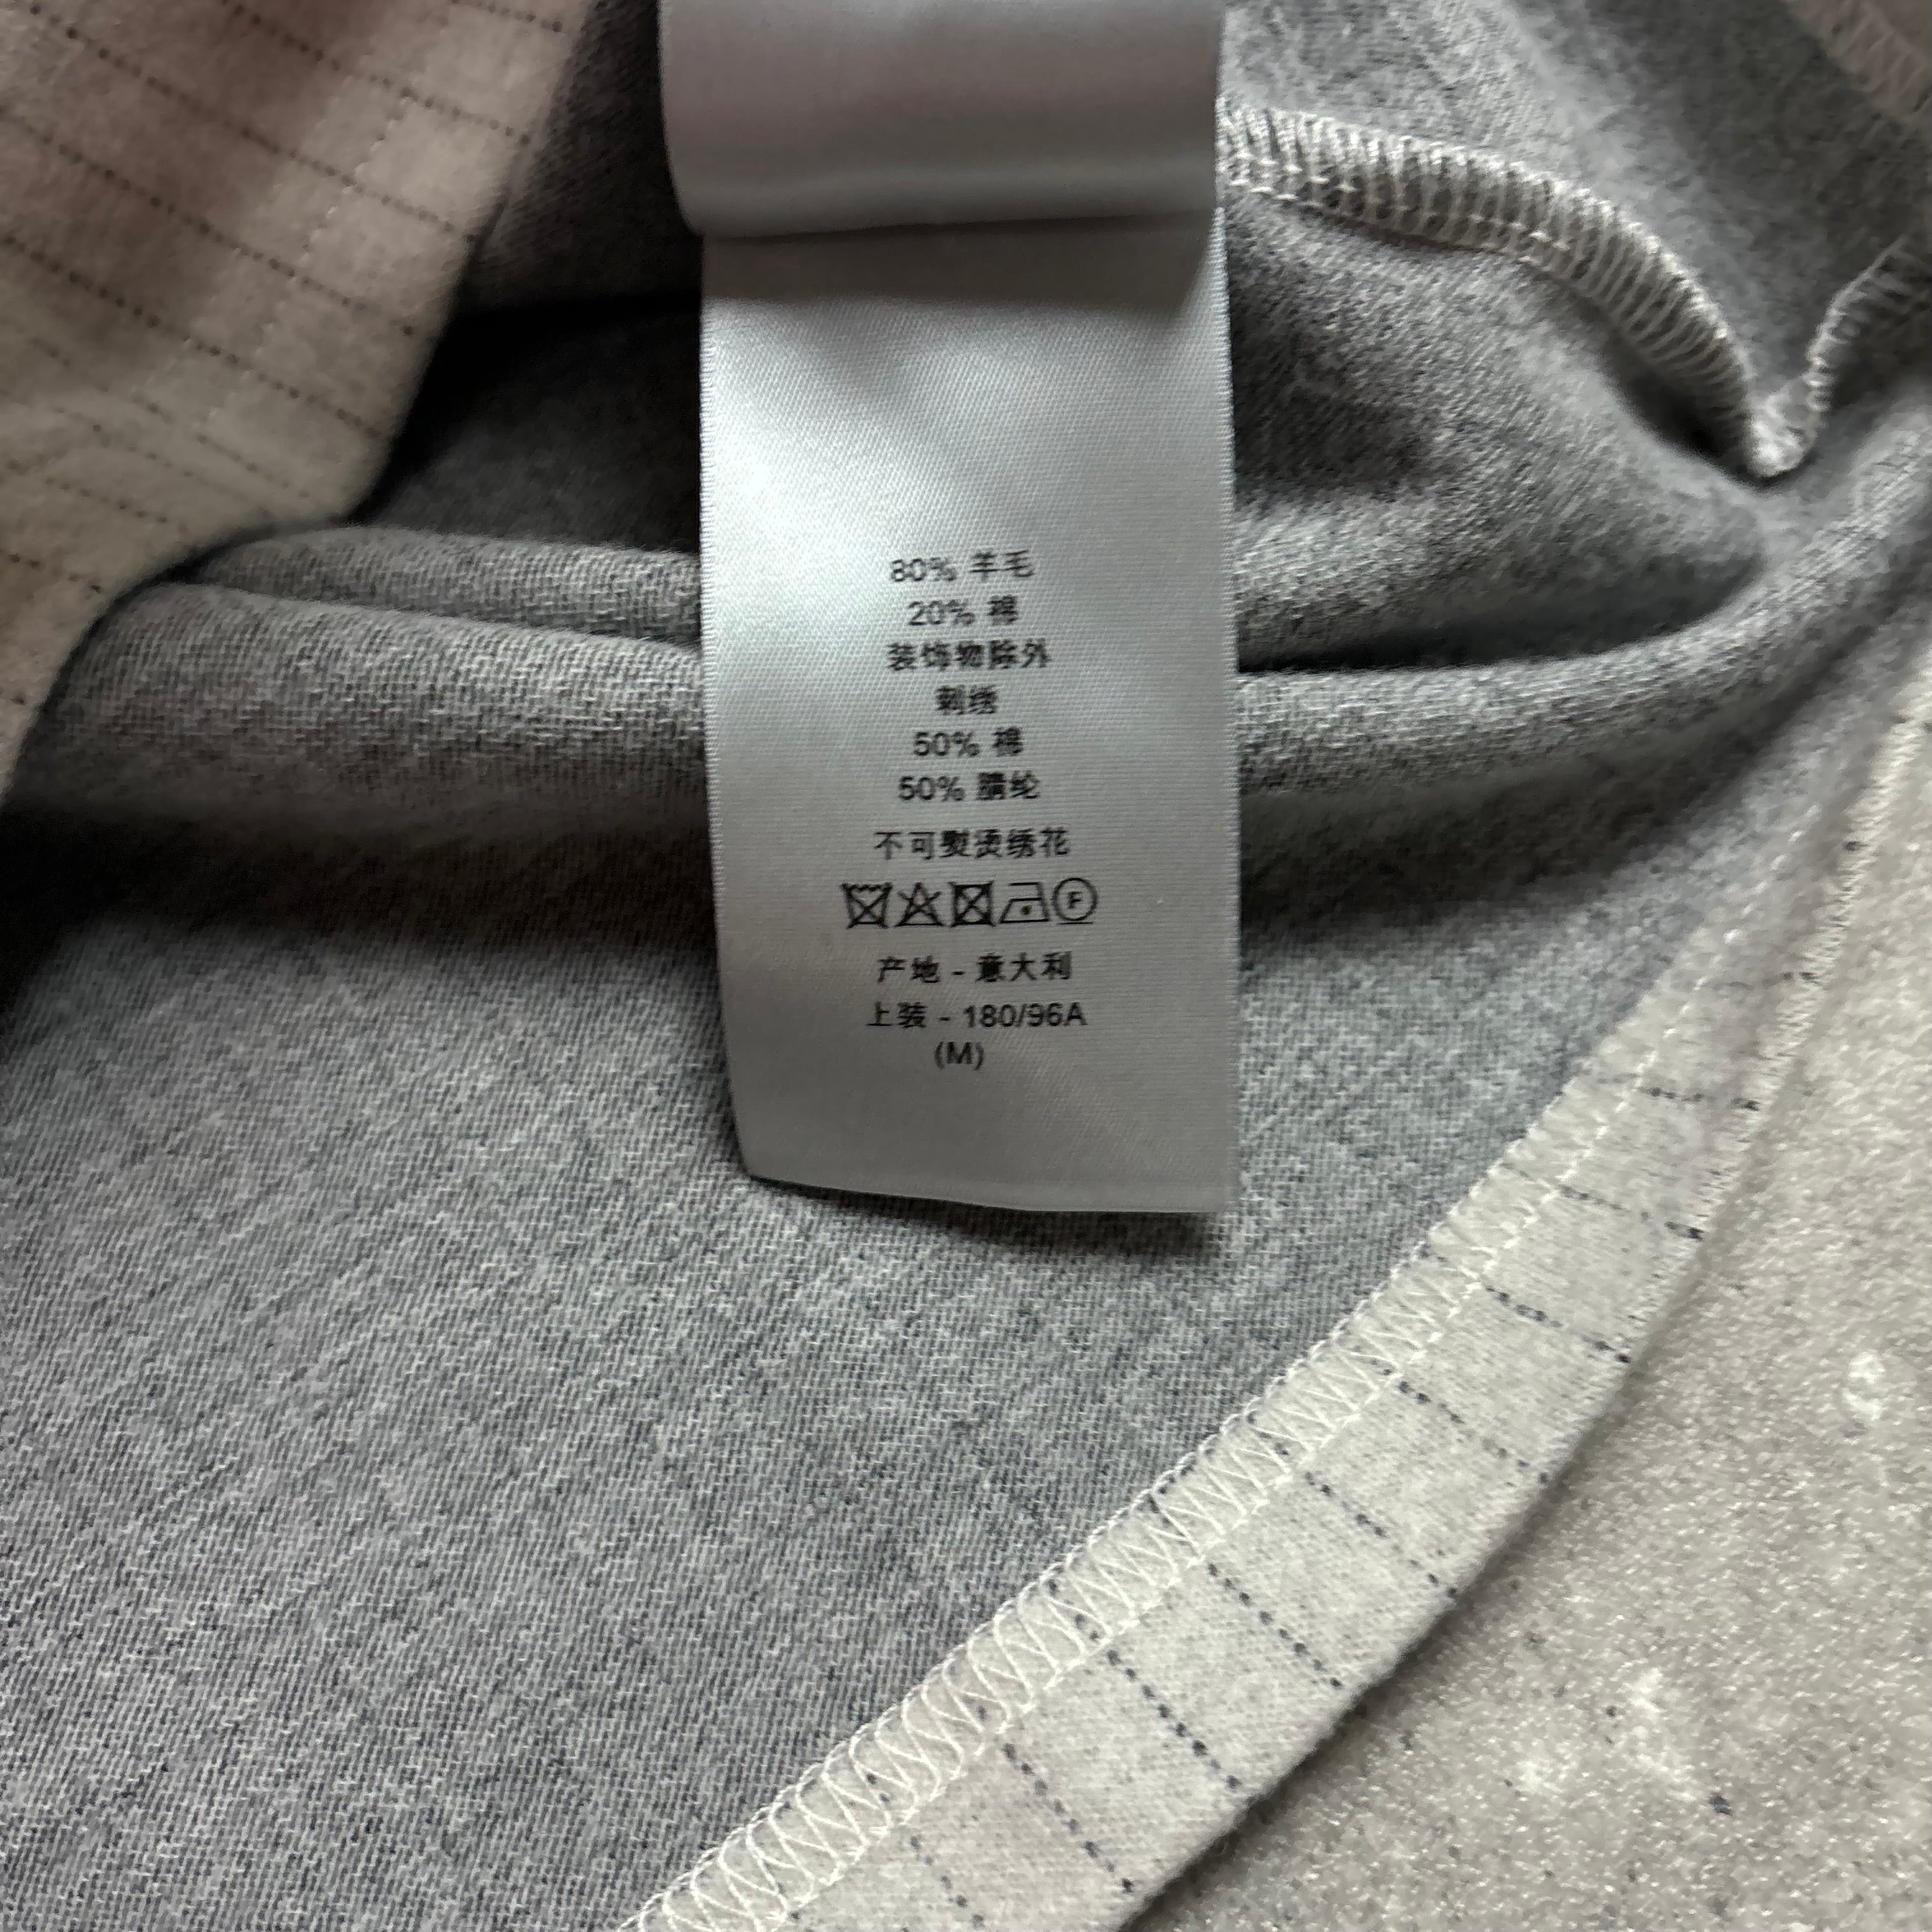 80% 羊毛
20% 棉
装饰物除外
刺绣
50% 棉
50% 腈纶
不可熨烫绣花
F
产地 - 意大利
上装 - 180/96A
(M)